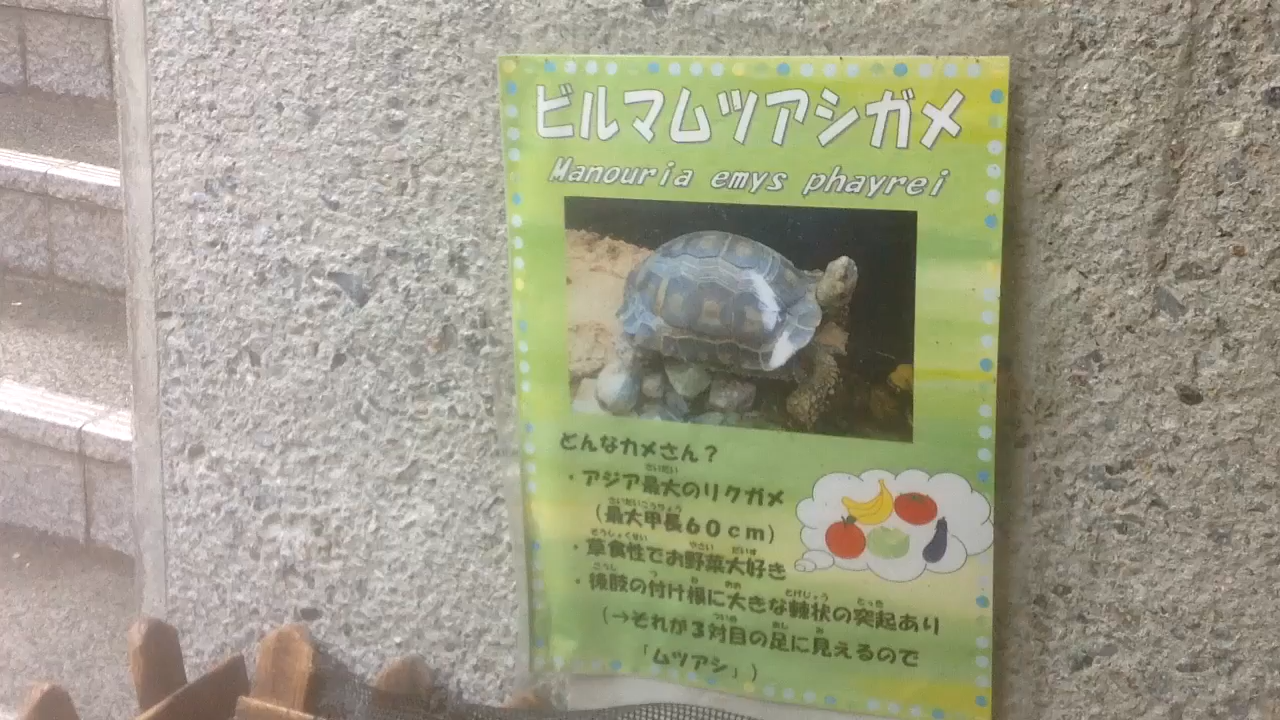 ビルマムツアシガメ
Manouria emys phayrei
どんなカメさん？
・アジア最大のリクガメ
（最大甲長６０ｃｍ）
・草食性でお野菜大好き
・後肢の付け根に大きな棘状の突起あり
（→それが３対目の足に見えるので
「ムツアシ」）